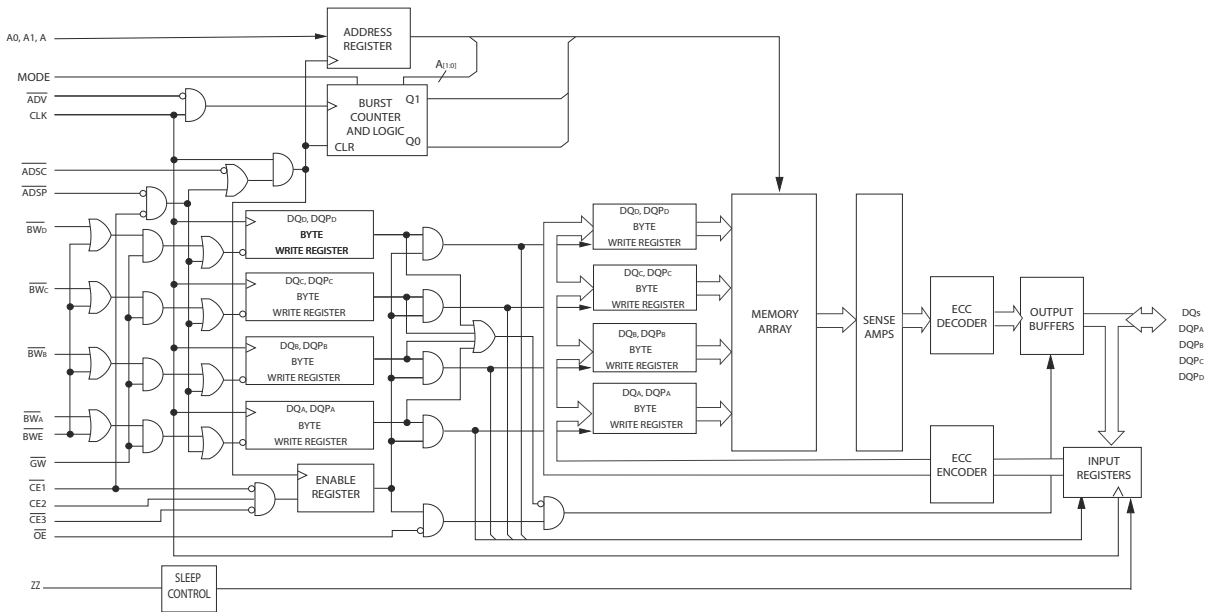 A0, A1, A
ADDRESS
REGISTER
A[1:0]
MODE
ADV
CLK
BURST
COUNTER
AND LOGIC
CLR
Q1
Q0
ADSC
ADSP
BWD
BWC
BWB
BWA
BWE
GW
CE1
CE2
CE3
OE
ZZ
SLEEP
CONTROL
DQD, DQPD
BYTE
WRITE REGISTER
DQC, DQPC
BYTE
WRITE REGISTER
DQB, DQPB
BYTE
WRITE REGISTER
DQA, DQPA
BYTE
WRITE REGISTER
ENABLE
REGISTER
DQD, DQPD
BYTE
WRITE REGISTER
DQC, DQPC
BYTE
WRITE REGISTER
DQB, DQPB
BYTE
WRITE REGISTER
DQA, DQPA
BYTE
WRITE REGISTER
MEMORY
ARRAY
SENSE
AMPS
ECC
DECODER
OUTPUT
BUFFERS
ECC
ENCODER
INPUT
REGISTERS
DQs
DQPA
DQPB
DQPC
DQPD